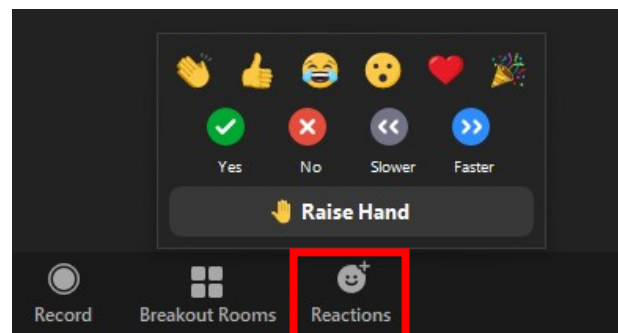 Yes No Slower Faster
Raise Hand
Record Breakout Rooms Reactions